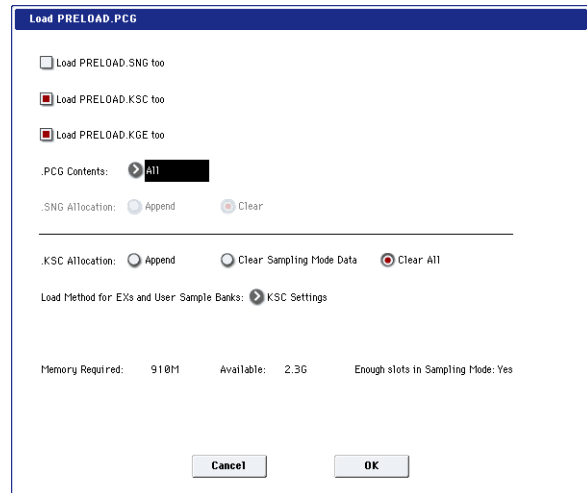 Load PRELOAD.PCG
Load PRELOAD.SNG too
Load PRELOAD.KSC too
Load PRELOAD.KGE too
.PCG Contents: All
.SNG Allocation: Append Clear
.KSC Allocation: Append Clear Sampling Mode Data Clear All
Load Method for EXs and User Sample Banks: KSC Settings
Memory Required: 910M Available: 2.3G Enough slots in Sampling Mode: Yes
Cancel OK